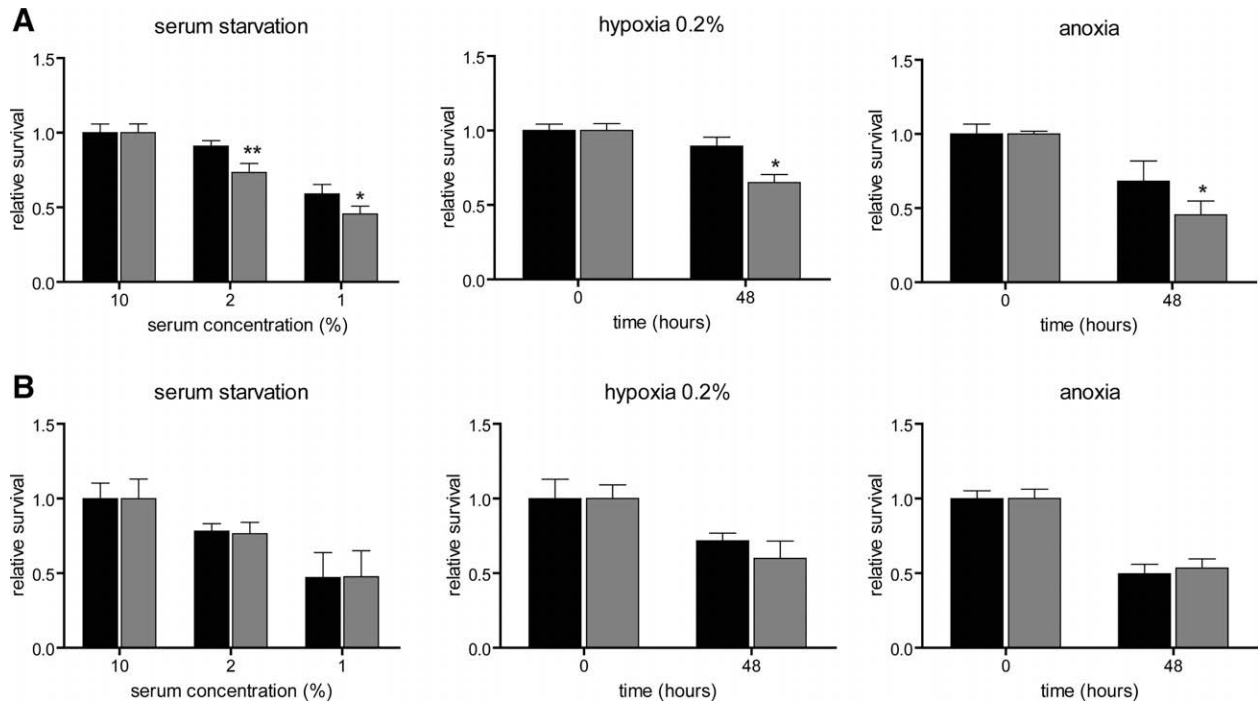 A
serum starvation
1.5
1.0
0.5
0.0
relative survival
**
*
10 2 1
serum concentration (%)
hypoxia 0.2%
1.5
1.0
0.5
0.0
relative survival
*
0 48
time (hours)
anoxia
1.5
1.0
0.5
0.0
relative survival
*
0 48
time (hours)
B
serum starvation
1.5
1.0
0.5
0.0
relative survival
10 2 1
serum concentration (%)
hypoxia 0.2%
1.5
1.0
0.5
0.0
relative survival
0 48
time (hours)
anoxia
1.5
1.0
0.5
0.0
relative survival
0 48
time (hours)